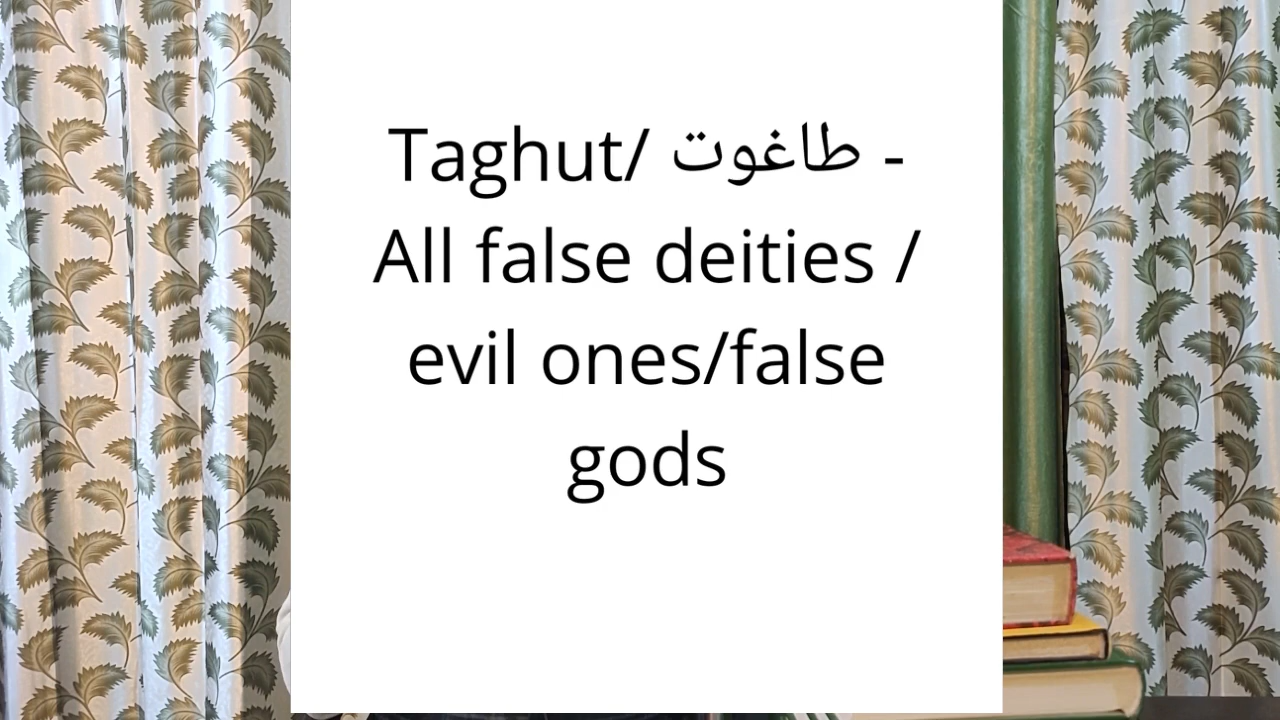 Taghut/ طاغوت -
All false deities /
evil ones/false
gods